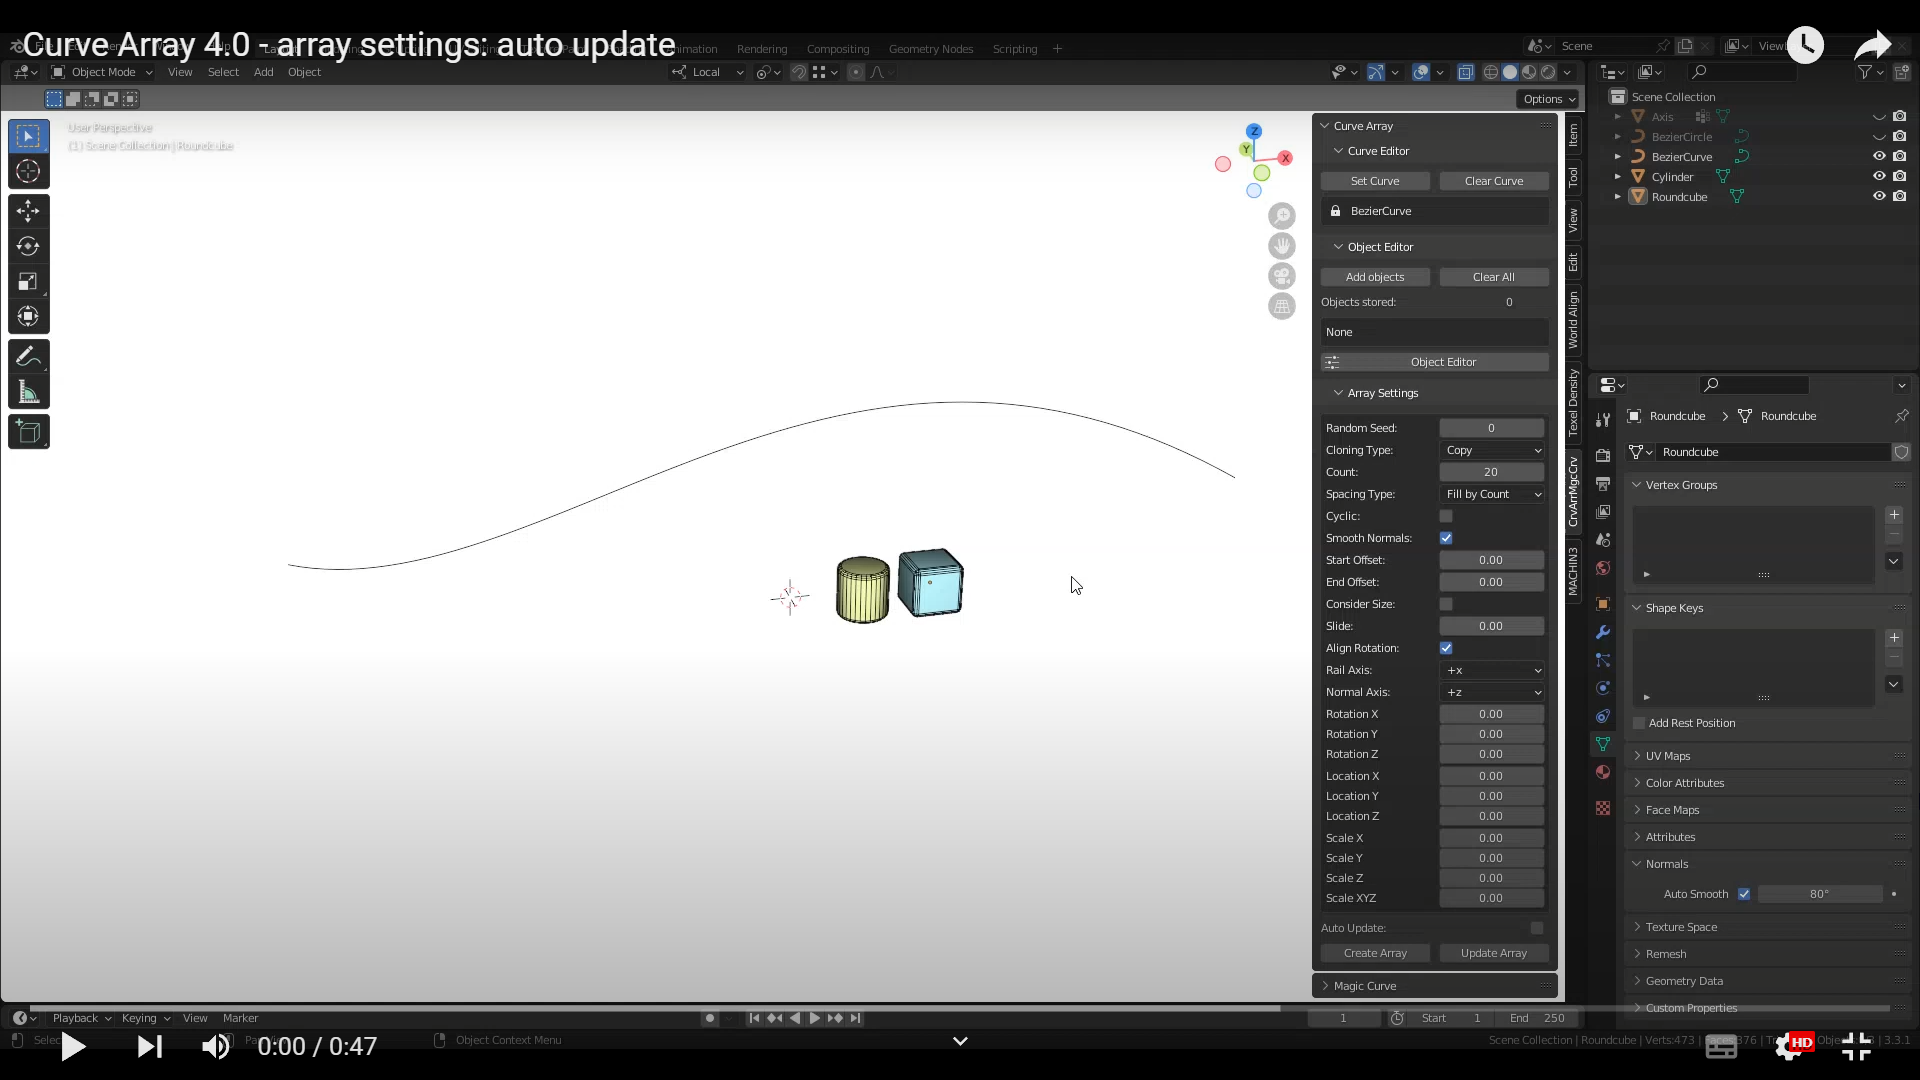 Curve Array 4.0 - array settings: auto update
Animation Rendering Compositing Geometry Nodes Scripting +
Scene
Object Mode View Select Add Object
Local
Options
User Perspective
(1) Scene Collection | Roundcube
Z
Y
X
Curve Array
Curve Editor
Set Curve Clear Curve
BezierCurve
Object Editor
Add objects Clear All
Objects stored: 0
None
Object Editor
Array Settings
Random Seed: 0
Cloning Type: Copy
Count: 20
Spacing Type: Fill by Count
Cyclic:
Smooth Normals:
Start Offset: 0.00
End Offset: 0.00
Consider Size:
Slide: 0.00
Align Rotation:
Rail Axis: +x
Normal Axis: +z
Rotation X 0.00
Rotation Y 0.00
Rotation Z 0.00
Location X 0.00
Location Y 0.00
Location Z 0.00
Scale X 0.00
Scale Y 0.00
Scale Z 0.00
Scale XYZ 0.00
Auto Update:
Create Array Update Array
Magic Curve
Item
Tool
View
Edit
World Align
Texel Density
CrvArrMgcCrv
MACHIN3
Scene Collection
Axis
BezierCircle
BezierCurve
Cylinder
Roundcube
Roundcube > Roundcube
Roundcube
Vertex Groups
Shape Keys
Add Rest Position
UV Maps
Color Attributes
Face Maps
Attributes
Normals
Auto Smooth 80°
Texture Space
Remesh
Geometry Data
Custom Properties
Playback Keying View Marker
1 Start 1 End 250
0:00 / 0:47
Object Context Menu
Scene Collection | Roundcube | Verts:473 | Faces:376
3.3.1
HD